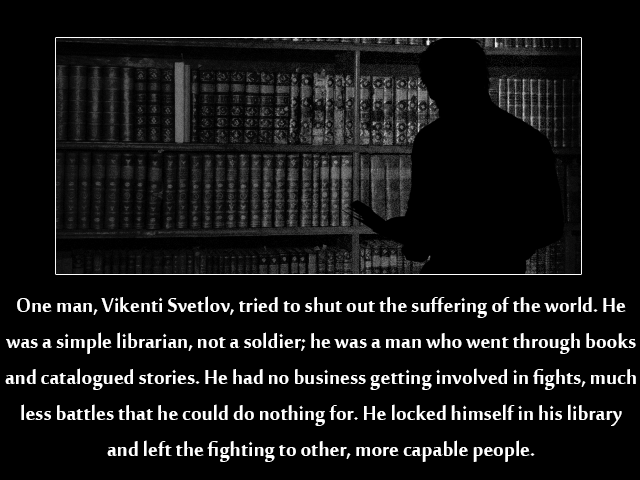 One man, Vikenti Svetlov, tried to shut out the suffering of the world. He
was a simple librarian, not a soldier; he was a man who went through books
and catalogued stories. He had no business getting involved in fights, much
less battles that he could do nothing for. He locked himself in his library
and left the fighting to other, more capable people.